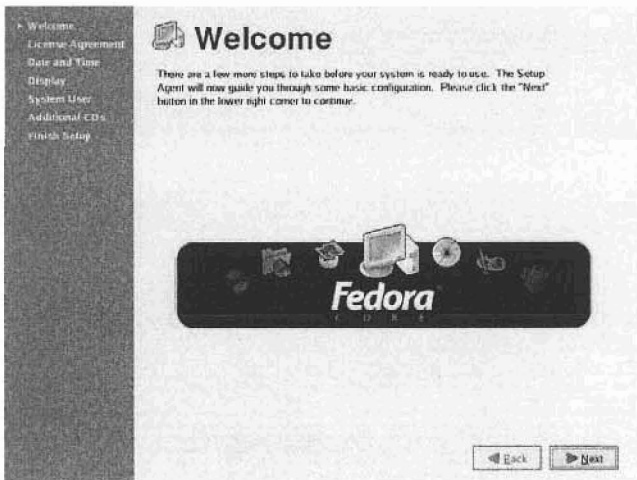 Welcome
License Agreement
Date and Time
Display
System User
Additional CDs
Finish Setup
Welcome
There are a few more steps to take before your system is ready to use. The Setup
Agent will now guide you through some basic configuration. Please click the "Next"
button in the lower right corner to continue.
Fedora
CORE
Back
Next